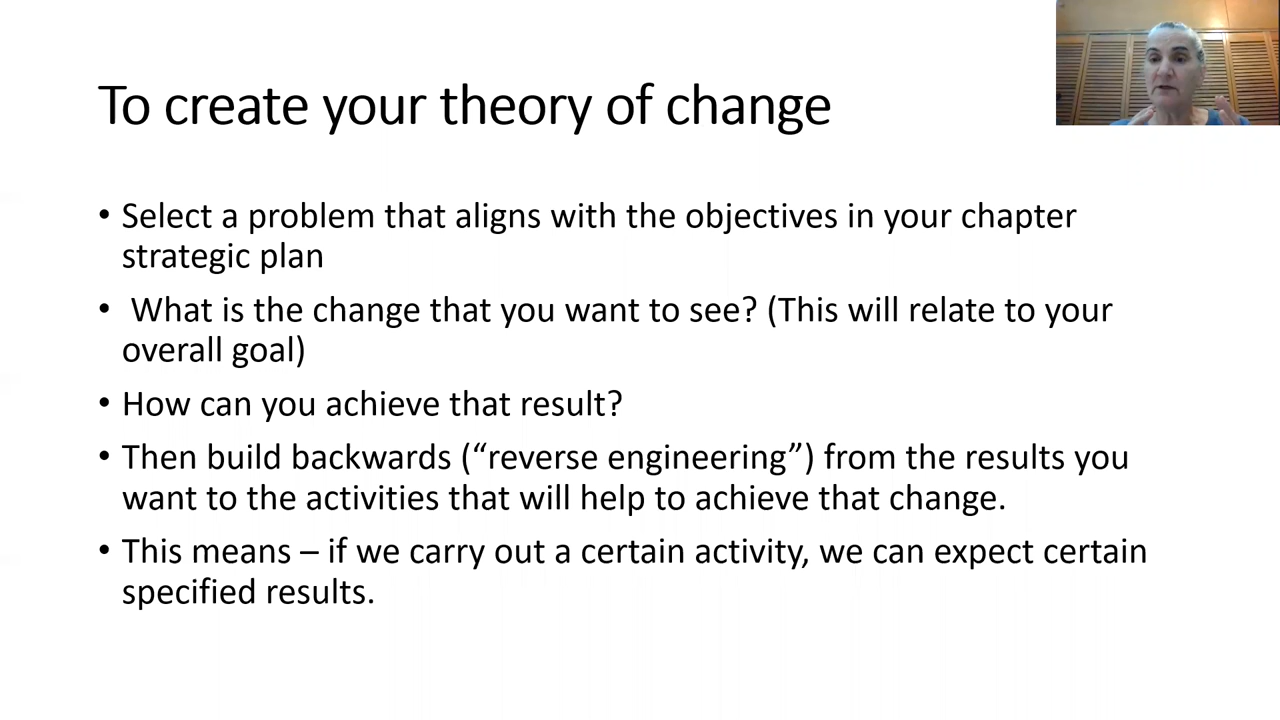 To create your theory of change
• Select a problem that aligns with the objectives in your chapter
strategic plan
• What is the change that you want to see? (This will relate to your
overall goal)
• How can you achieve that result?
• Then build backwards (“reverse engineering”) from the results you
want to the activities that will help to achieve that change.
• This means – if we carry out a certain activity, we can expect certain
specified results.